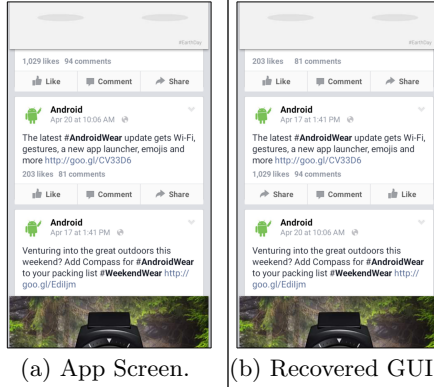 #EarthDay
1,029 likes 94 comments
Like Comment Share
Android
Apr 20 at 10:06 AM
The latest #AndroidWear update gets Wi-Fi,
gestures, a new app launcher, emojis and
more http://goo.gl/CV33D6
203 likes 81 comments
Like Comment Share
Android
Apr 17 at 1:41 PM
Venturing into the great outdoors this
weekend? Add Compass for #AndroidWear
to your packing list #WeekendWear http://
goo.gl/Ediljm
(a) App Screen.
#EarthDay
203 likes 81 comments
Like Comment Share
Android
Apr 17 at 1:41 PM
The latest #AndroidWear update gets Wi-Fi,
gestures, a new app launcher, emojis and
more http://goo.gl/CV33D6
1,029 likes 94 comments
Share Comment Like
Android
Apr 20 at 10:06 AM
Venturing into the great outdoors this
weekend? Add Compass for #AndroidWear
to your packing list #WeekendWear http://
goo.gl/Ediljm
(b) Recovered GUI